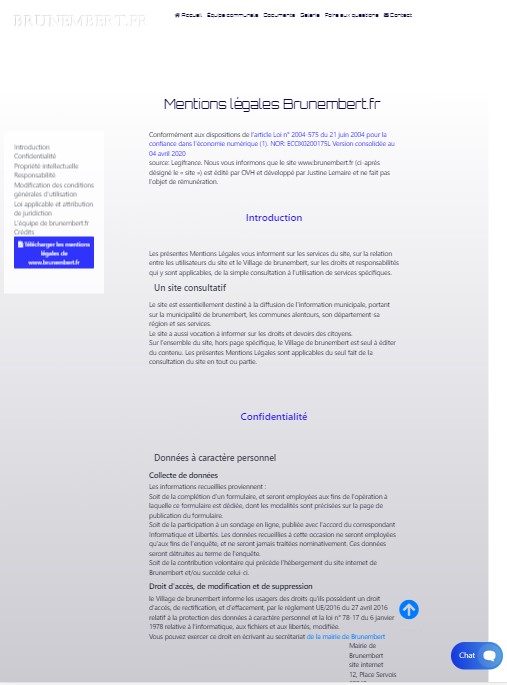 BRUNEMBERT.FR
Accueil Equipe communale Documents Galerie Foire aux questions Contact
Mentions légales Brunembert.fr
Introduction
Confidentialité
Propriété intellectuelle
Responsabilité
Modification des conditions
générales d'utilisation
Loi applicable et attribution
de juridiction
L'équipe de brunembert.fr
Crédits
Télécharger les mentions
légales de
www.brunembert.fr
Conformément aux dispositions de l'article Loi n° 2004-575 du 21 juin 2004 pour la
confiance dans l'économie numérique (1). NOR: ECOX0200175L Version consolidée au
04 avril 2020
source: Legifrance. Nous vous informons que le site www.brunembert.fr (ci-après
désigné le « site ») est édité par OVH et développé par Justine Lemaire et ne fait pas
l'objet de rémunération.
Introduction
Les présentes Mentions Légales vous informent sur les services du site, sur la relation
entre les utilisateurs du site et le Village de brunembert, sur les droits et responsabilités
qui y sont applicables, de la simple consultation à l'utilisation de services spécifiques.
Un site consultatif
Le site est essentiellement destiné à la diffusion de l'information municipale, portant
sur la municipalité de brunembert, les communes alentours, son département sa
région et ses services.
Le site a aussi vocation à informer sur les droits et devoirs des citoyens.
Sur l'ensemble du site, hors page spécifique, le Village de brunembert est seul à éditer
du contenu. Les présentes Mentions Légales sont applicables du seul fait de la
consultation du site en tout ou partie.
Confidentialité
Données à caractère personnel
Collecte de données
Les informations recueillies proviennent :
Soit de la complétion d'un formulaire, et seront employées aux fins de l'opération à
laquelle ce formulaire est dédiée, dont les modalités sont précisées sur la page de
publication du formulaire.
Soit de la participation à un sondage en ligne, publiée avec l'accord du correspondant
Informatique et Libertés. Les données recueillies à cette occasion ne seront employées
qu'aux fins de l'enquête, et ne seront jamais traitées nominativement. Ces données
seront détruites au terme de l'enquête.
Soit de la contribution volontaire qui précède l'hébergement du site internet de
Brunembert et/ou succède celui-ci.
Droit d'accès, de modification et de suppression
le Village de brunembert informe les usagers des droits qu'ils possèdent un droit
d'accès, de rectification, et d'effacement, par le règlement UE/2016 du 27 avril 2016
relatif à la protection des données à caractère personnel et la loi n° 78-17 du 6 janvier
1978 relative à l'informatique, aux fichiers et aux libertés, modifiée.
Vous pouvez exercer ce droit en écrivant au secrétariat de la mairie de Brunembert
Mairie de
Brunembert
site internet
12, Place Servois
Chat